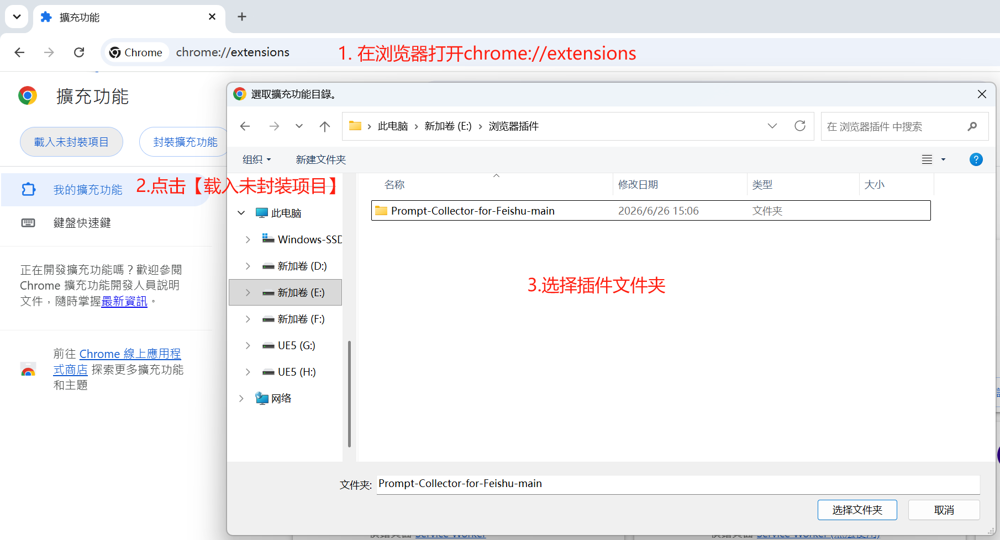 擴充功能
Chrome chrome://extensions
1. 在浏览器打开chrome://extensions
擴充功能
載入未封裝項目
封裝擴充功能
我的擴充功能
2.点击【载入未封装项目】
鍵盤快速鍵
正在開發擴充功能嗎？歡迎參閱
Chrome 擴充功能開發人員說明
文件，隨時掌握最新資訊。
前往 Chrome 線上應用程
式商店 探索更多擴充功能
和主題
選取擴充功能目錄。
此电脑 › 新加卷 (E:) › 浏览器插件
在 浏览器插件 中搜索
组织
新建文件夹
名称
修改日期
类型
大小
此电脑
Windows-SSD
新加卷 (D:)
新加卷 (E:)
新加卷 (F:)
UE5 (G:)
UE5 (H:)
网络
Prompt-Collector-for-Feishu-main
2026/6/26 15:06
文件夹
3.选择插件文件夹
文件夹:
Prompt-Collector-for-Feishu-main
选择文件夹
取消
Service Worker
Service Worker